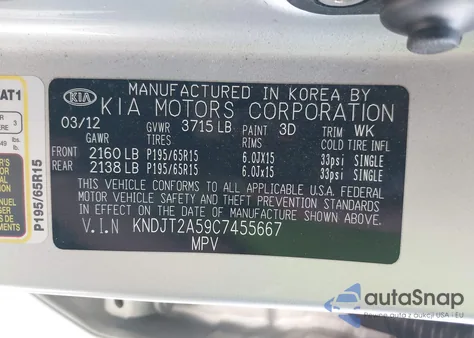 MANUFACTURED IN KOREA BY
KIA KIA MOTORS CORPORATION
03/12 GVWR 3715 LB PAINT 3D TRIM WK
GAWR TIRES RIMS COLD TIRE INFL
FRONT 2160 LB P195/65R15 6.0JX15 33psi SINGLE
REAR 2138 LB P195/65R15 6.0JX15 33psi SINGLE
THIS VEHICLE CONFORMS TO ALL APPLICABLE U.S.A. FEDERAL
MOTOR VEHICLE SAFETY AND THEFT PREVENTION STANDARDS
IN EFFECT ON THE DATE OF MANUFACTURE SHOWN ABOVE.
V.I.N KNDJT2A59C7455667
MPV
AT1
3
P195/65R15
autoSnap